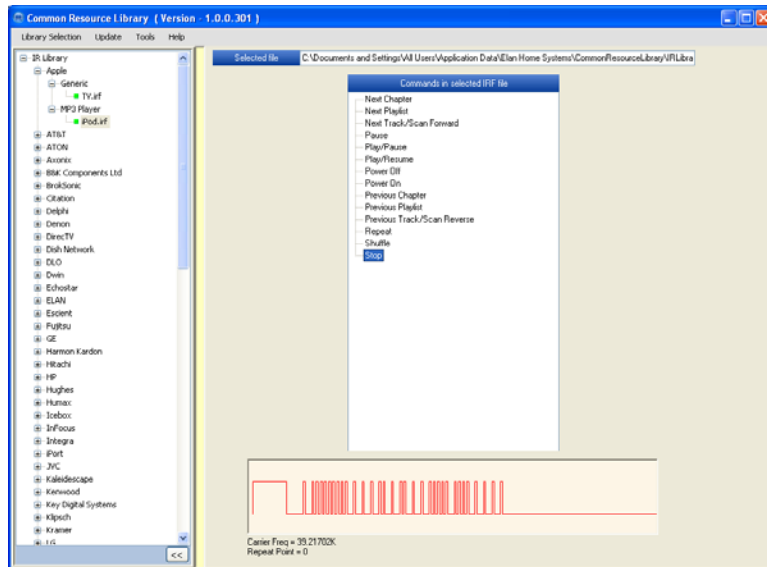 Common Resource Library ( Version - 1.0.0.301 )
Library Selection Update Tools Help
IR Library
Apple
Generic
TV.irf
MP3 Player
iPod.irf
AT&T
ATON
Axonix
B&K Components Ltd
BrokSonic
Citation
Delphi
Denon
DirecTV
Dish Network
DLO
Dwin
Echostar
ELAN
Escient
Fujitsu
GE
Harmon Kardon
Hitachi
HP
Hughes
Humax
Icebox
InFocus
Integra
iPort
JVC
Kaleidescape
Kenwood
Key Digital Systems
Klipsch
Kramer
LG
<<
Selected file C:\Documents and Settings\All Users\Application Data\Elan Home Systems\CommonResourceLibrary\IRLibra
Commands in selected IRF file
Next Chapter
Next Playlist
Next Track/Scan Forward
Pause
Play/Pause
Play/Resume
Power Off
Power On
Previous Chapter
Previous Playlist
Previous Track/Scan Reverse
Repeat
Shuffle
Stop
Carrier Freq = 39.21702K
Repeat Point = 0